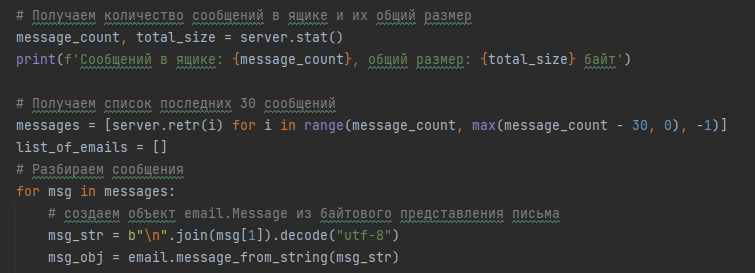 # Получаем количество сообщений в ящике и их общий размер
message_count, total_size = server.stat()
print(f'Сообщений в ящике: {message_count}, общий размер: {total_size} байт')
# Получаем список последних 30 сообщений
messages = [server.retr(i) for i in range(message_count, max(message_count - 30, 0), -1)]
list_of_emails = []
# Разбираем сообщения
for msg in messages:
# создаем объект email.Message из байтового представления письма
msg_str = b"\n".join(msg[1]).decode("utf-8")
msg_obj = email.message_from_string(msg_str)